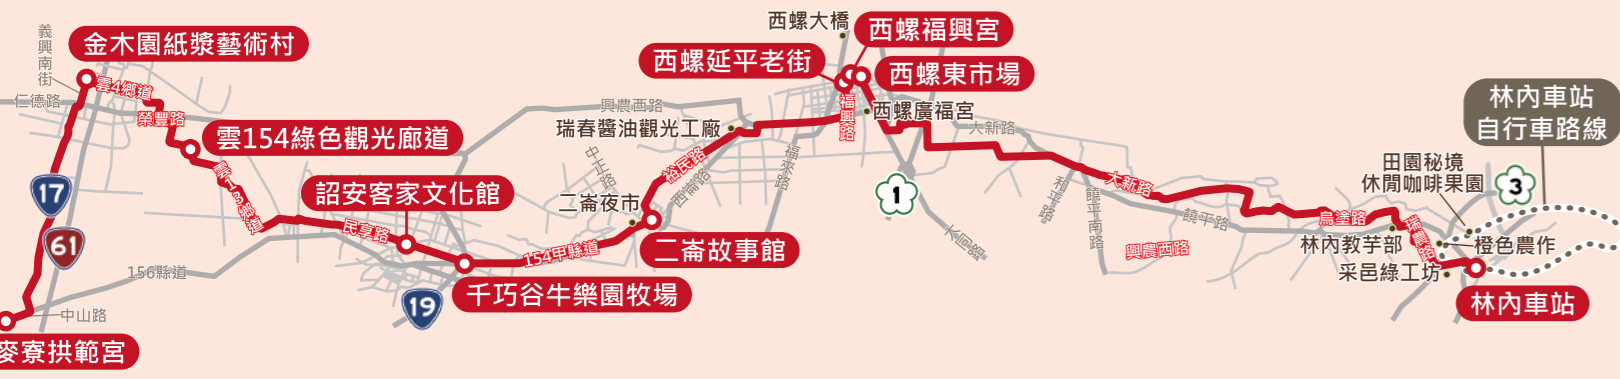 義興南街
金木園紙漿藝術村
仁德路
雲4鄉道
榮豐路
雲154綠色觀光廊道
17
61
156縣道
中山路
麥寮拱範宮
詔安客家文化館
民享路
19
千巧谷牛樂園牧場
154甲縣道
二崙夜市
二崙故事館
中正路
裕民路
西崙路
瑞春醬油觀光工廠
興農西路
西螺大橋
西螺福興宮
西螺延平老街
西螺東市場
福興路
西螺廣福宮
福來路
1
大同路
大新路
和平路
饒平南路
大新路
饒平路
興農西路
烏塗路
瑞農路
林內教芋部
采邑綠工坊
林內車站
橙色農作
田園秘境
休閒咖啡果園
3
林內車站
自行車路線